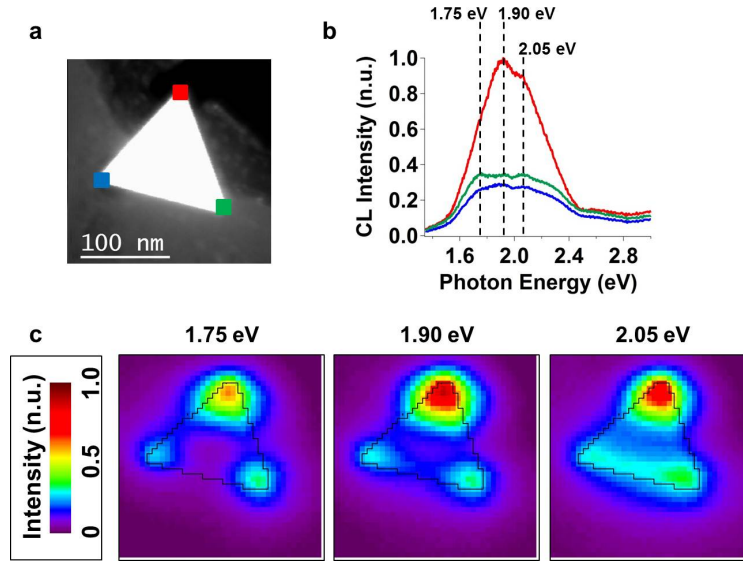 a
100 nm
b
1.75 eV
1.90 eV
2.05 eV
CL Intensity (n.u.)
1.0
0.8
0.6
0.4
0.2
0.0
1.6 2.0 2.4 2.8
Photon Energy (eV)
c
1.75 eV 1.90 eV 2.05 eV
Intensity (n.u.)
1.0
0.5
0